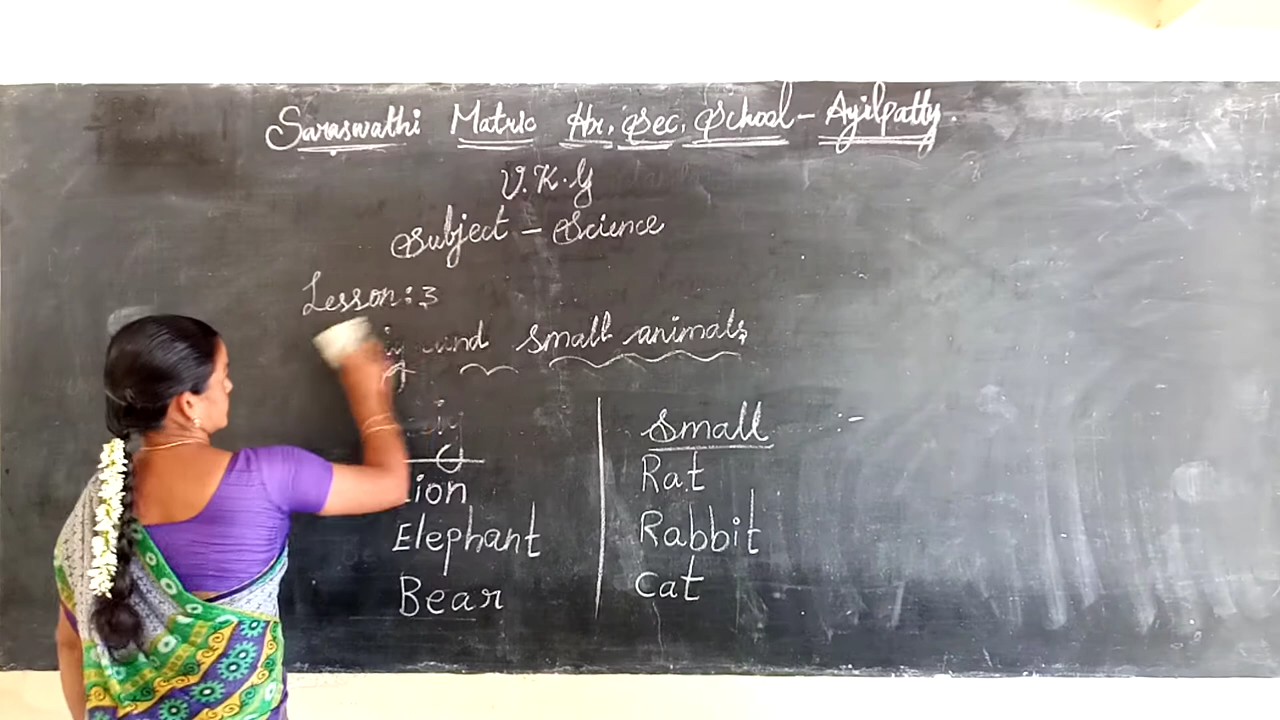 Saraswathi Matric Hr. Sec. School - Ayilpatty.
U.K.G
Subject - Science
Lesson: 3
and small animals
Small :-
Lion Rat
Elephant Rabbit
Bear Cat